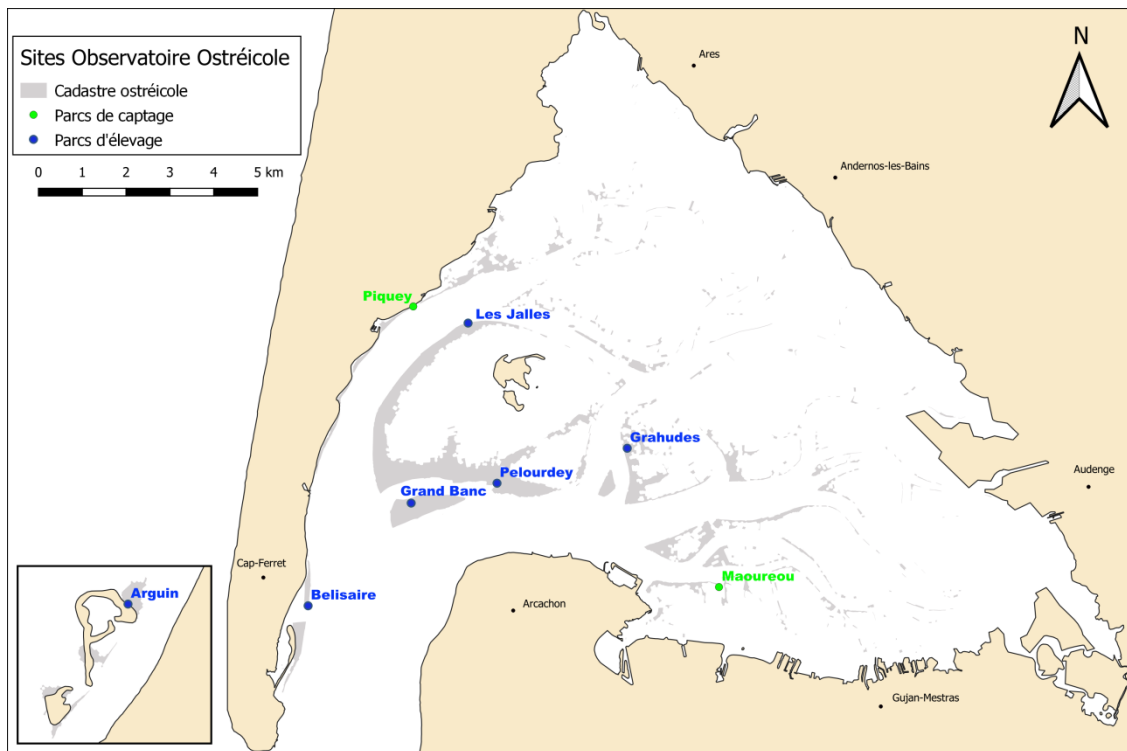 Sites Observatoire Ostréicole
Cadastre ostréicole
Parcs de captage
Parcs d'élevage
0 1 2 3 4 5 km
N
Ares
Andernos-les-Bains
Piquey
Les Jalles
Grahudes
Pelourdey
Grand Banc
Audenge
Cap-Ferret
Maoureou
Arguin
Belisaire
Arcachon
Gujan-Mestras